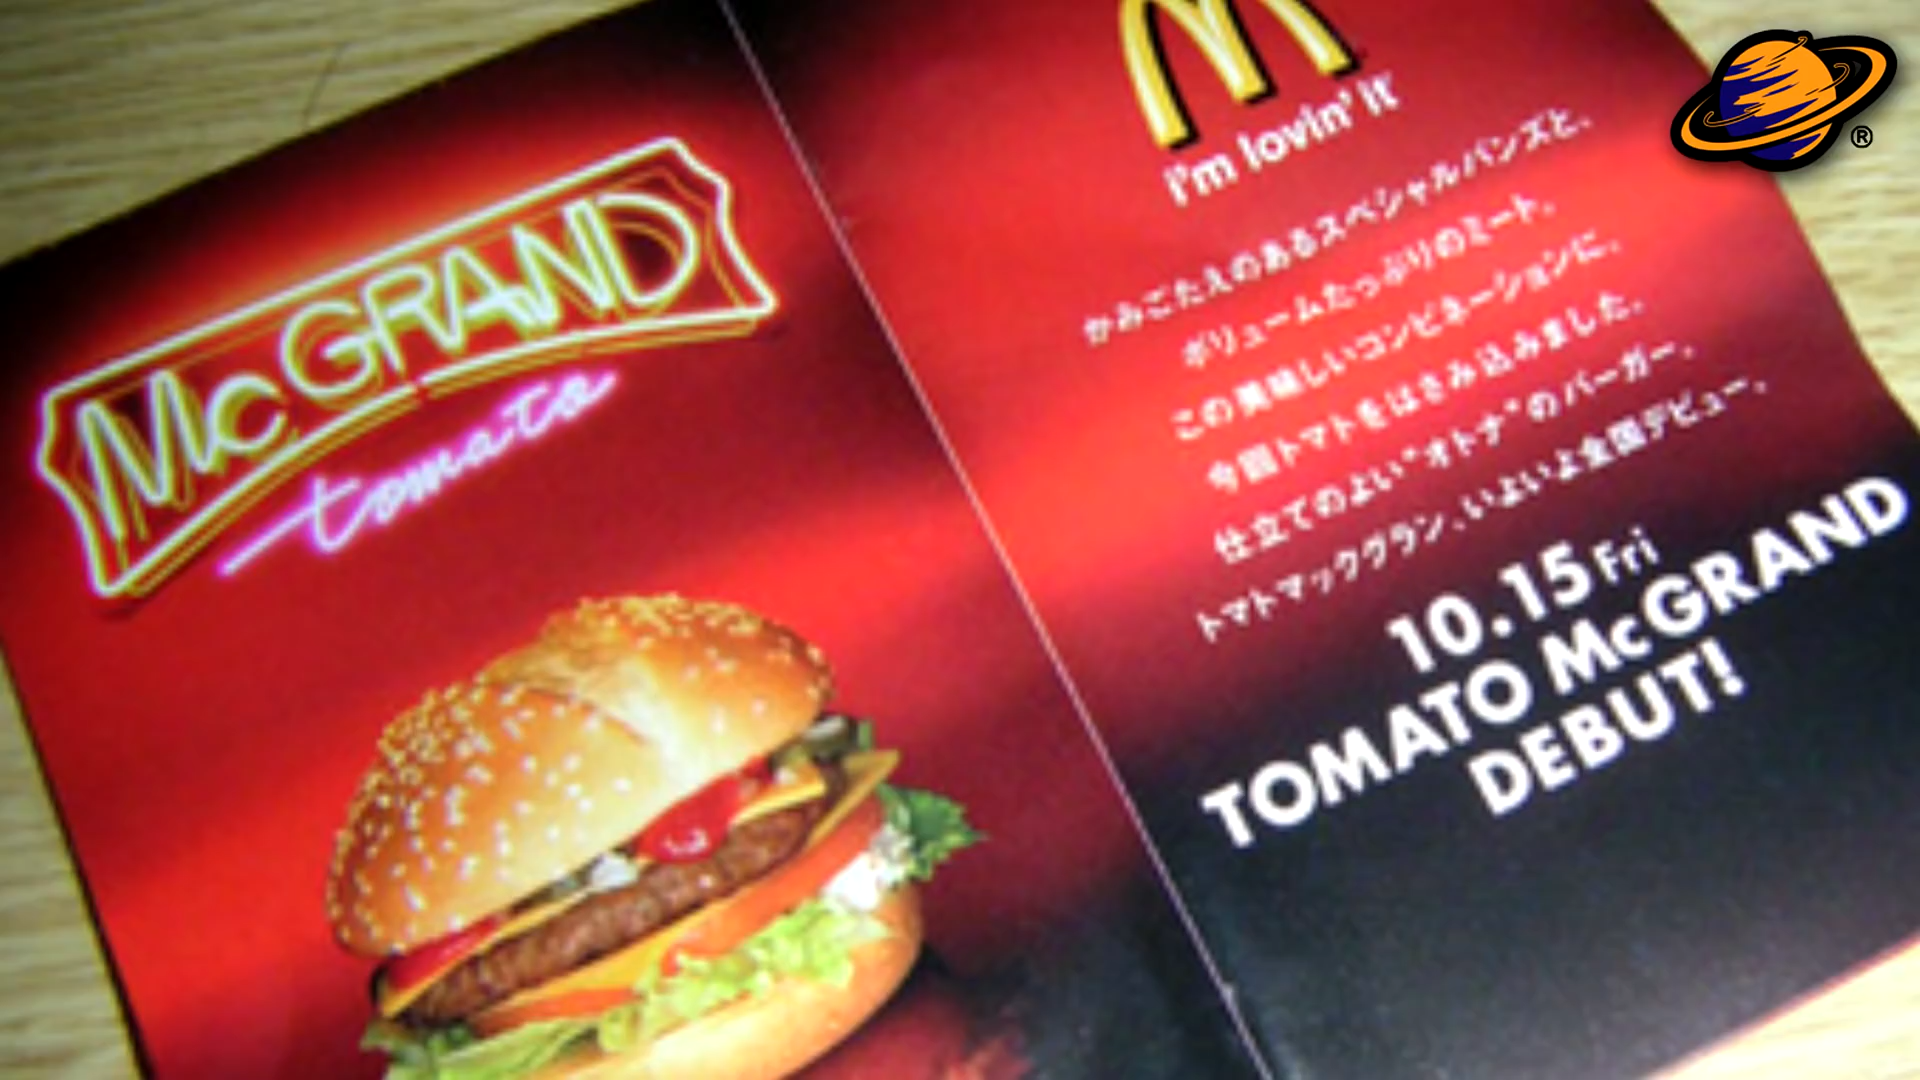 McGRAND
tomato
i'm lovin' it
かみごたえのあるスペシャルバンズと、
ボリュームたっぷりのミート。
この美味しいコンビネーションに、
今回トマトをはさみ込みました。
仕立てのよい"オトナ"のバーガー。
トマトマックグラン、いよいよ全国デビュー。
10.15 Fri
TOMATO McGRAND
DEBUT!
®